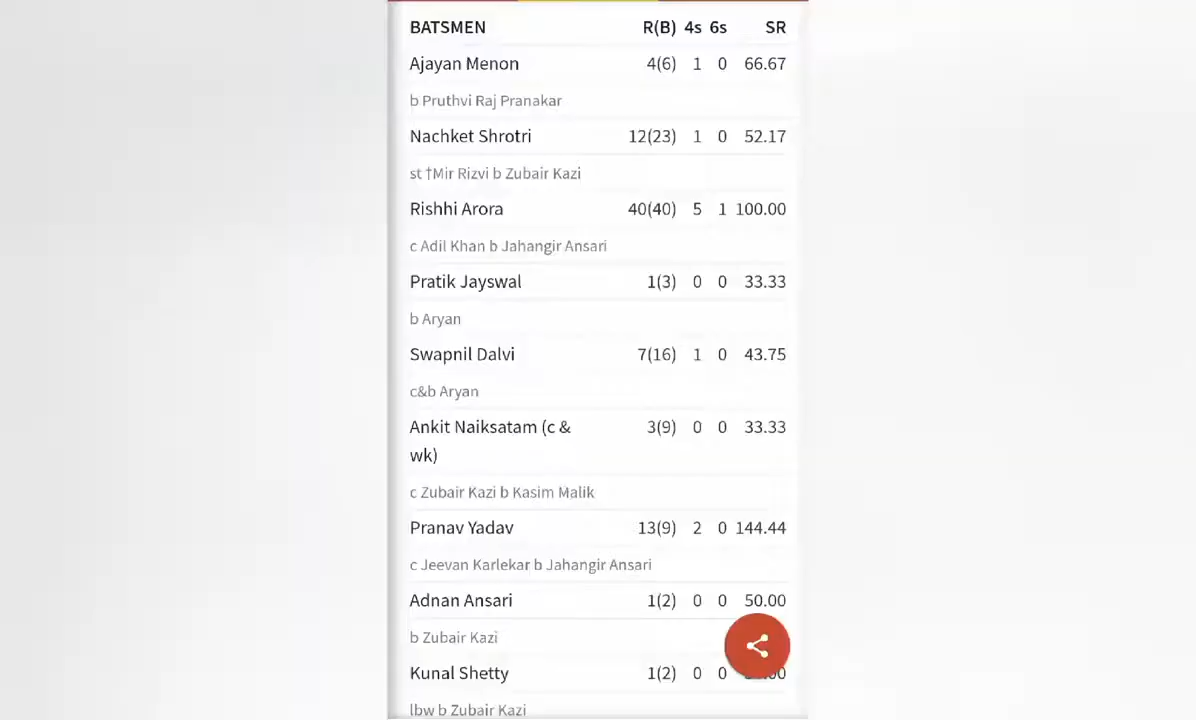 BATSMEN R(B) 4s 6s SR
Ajayan Menon 4(6) 1 0 66.67
b Pruthvi Raj Pranakar
Nachket Shrotri 12(23) 1 0 52.17
st †Mir Rizvi b Zubair Kazi
Rishhi Arora 40(40) 5 1 100.00
c Adil Khan b Jahangir Ansari
Pratik Jayswal 1(3) 0 0 33.33
b Aryan
Swapnil Dalvi 7(16) 1 0 43.75
c&b Aryan
Ankit Naiksatam (c & 3(9) 0 0 33.33
wk)
c Zubair Kazi b Kasim Malik
Pranav Yadav 13(9) 2 0 144.44
c Jeevan Karlekar b Jahangir Ansari
Adnan Ansari 1(2) 0 0 50.00
b Zubair Kazi
Kunal Shetty 1(2) 0 0
lbw b Zubair Kazi